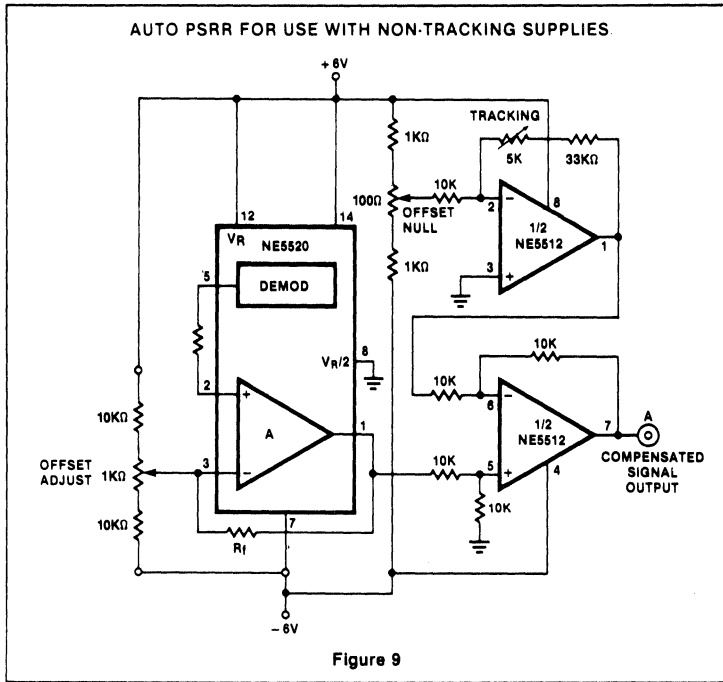 AUTO PSRR FOR USE WITH NON-TRACKING SUPPLIES
+6V
TRACKING
1KΩ
5K
33KΩ
10K
100Ω
OFFSET
NULL
2
−
8
1/2
NE5512
1
3
+
1KΩ
12
14
VR
NE5520
5
DEMOD
VR/2
8
2
+
A
1
3
−
10KΩ
OFFSET
ADJUST
1KΩ
10KΩ
7
Rf
−6V
10K
10K
6
−
1/2
NE5512
7
A
COMPENSATED
SIGNAL
OUTPUT
4
10K
5
+
10K
Figure 9